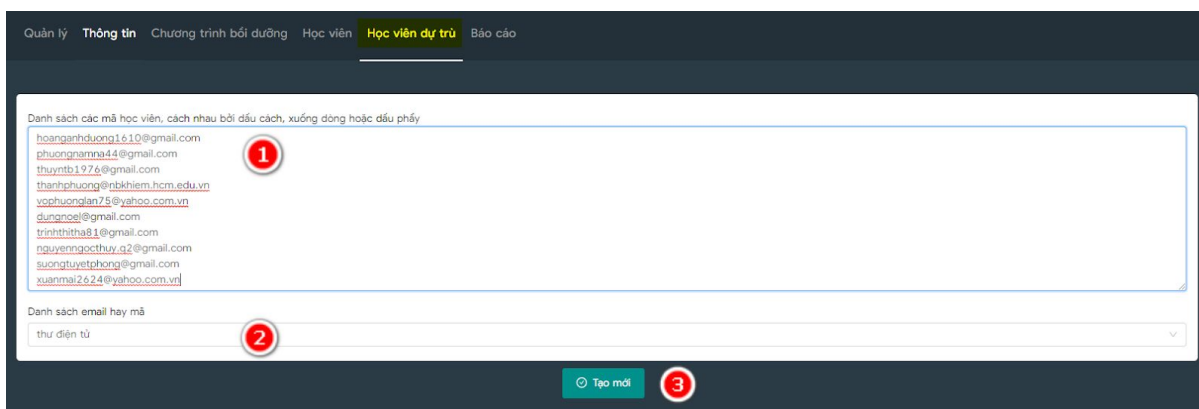 Quản lý Thông tin Chương trình bồi dưỡng Học viên Học viên dự trù Báo cáo
Danh sách các mã học viên, cách nhau bởi dấu cách, xuống dòng hoặc dấu phẩy
hoanganhduong1610@gmail.com
phuongnamna44@gmail.com
1
thuyntb1976@gmail.com
thanhphuong@nbkhiem.hcm.edu.vn
vophuonglan75@yahoo.com.vn
dungnoel@gmail.com
trinhthitha81@gmail.com
nguyenngocthuy.q2@gmail.com
suongtuyetphong@gmail.com
xuanmai2624@yahoo.com.vn
Danh sách email hay mã
thư điện tử 2
Tạo mới 3